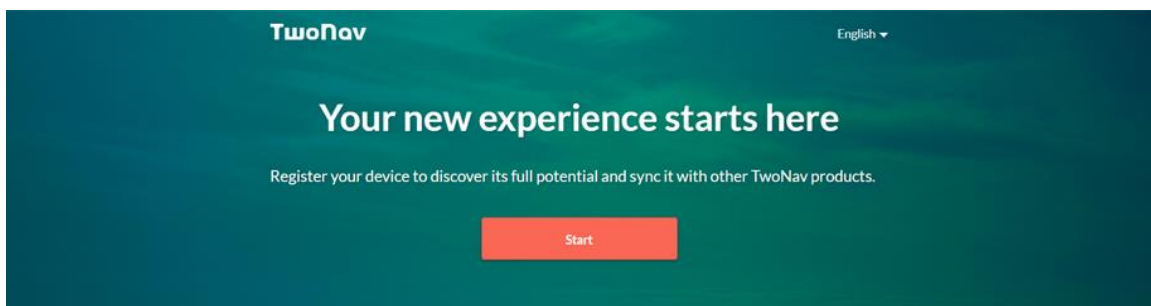 TwoNav
English
Your new experience starts here
Register your device to discover its full potential and sync it with other TwoNav products.
Start